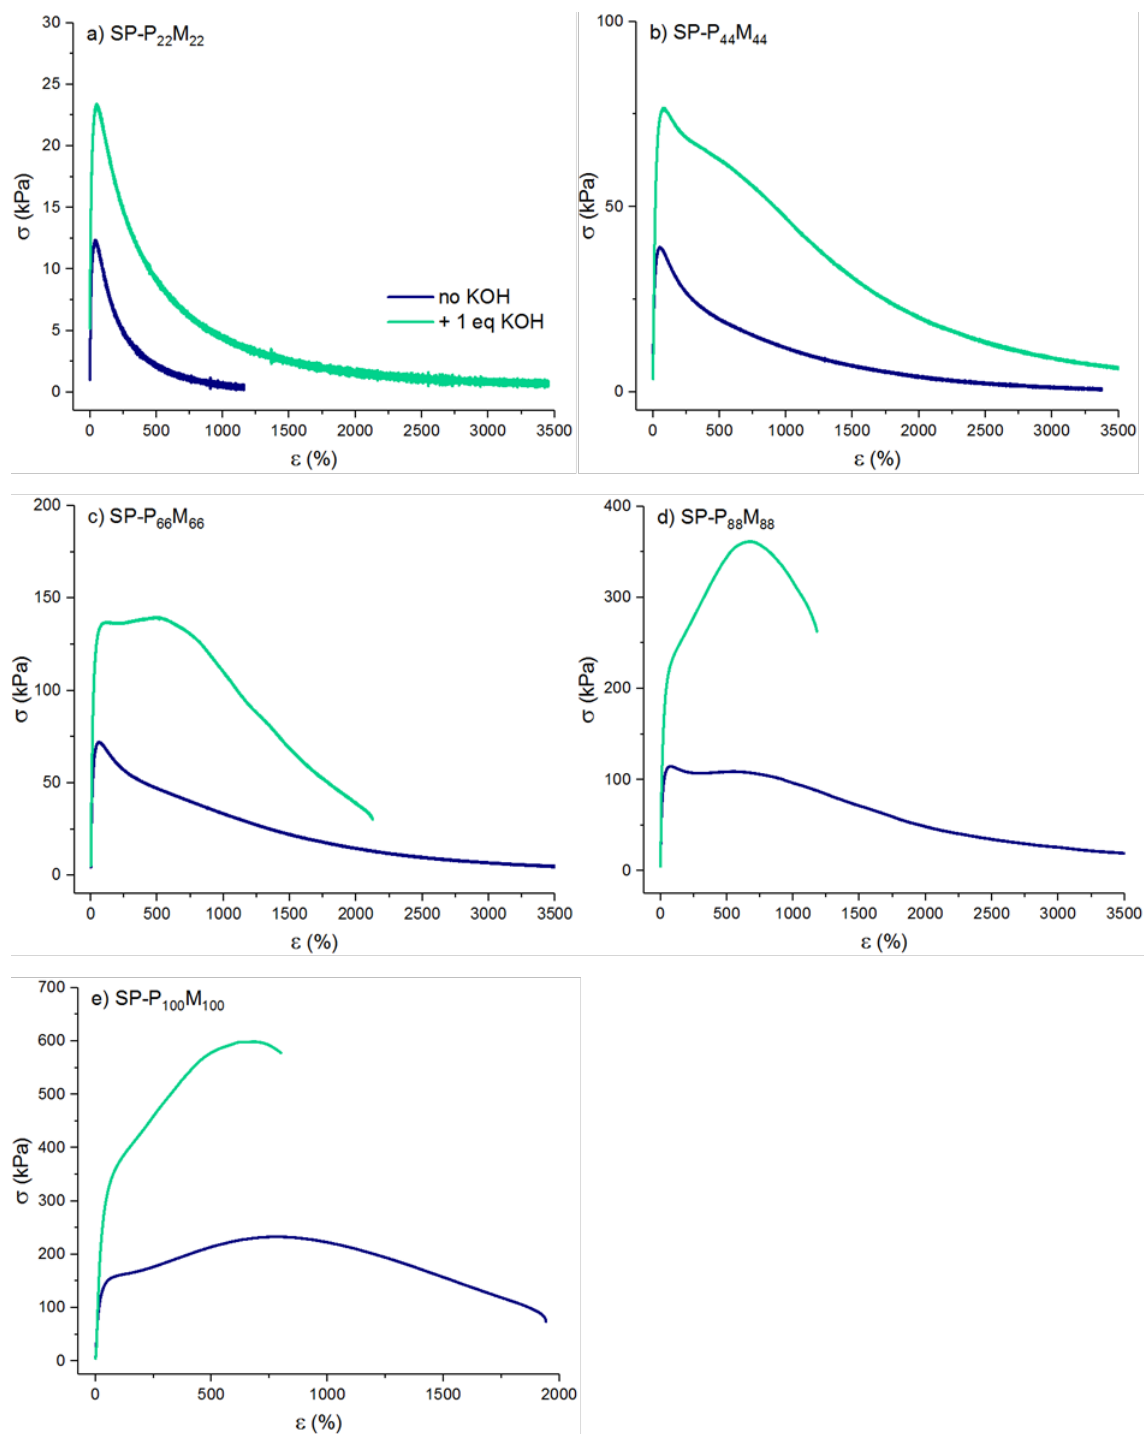 a) SP-P₂₂M₂₂
30
25
20
15
10
5
0
σ (kPa)
no KOH
+ 1 eq KOH
0 500 1000 1500 2000 2500 3000 3500
ε (%)
b) SP-P₄₄M₄₄
100
50
0
σ (kPa)
0 500 1000 1500 2000 2500 3000 3500
ε (%)
c) SP-P₆₆M₆₆
200
150
100
50
0
σ (kPa)
0 500 1000 1500 2000 2500 3000 3500
ε (%)
d) SP-P₈₈M₈₈
400
300
200
100
0
σ (kPa)
0 500 1000 1500 2000 2500 3000 3500
ε (%)
e) SP-P₁₀₀M₁₀₀
700
600
500
400
300
200
100
0
σ (kPa)
0 500 1000 1500 2000
ε (%)